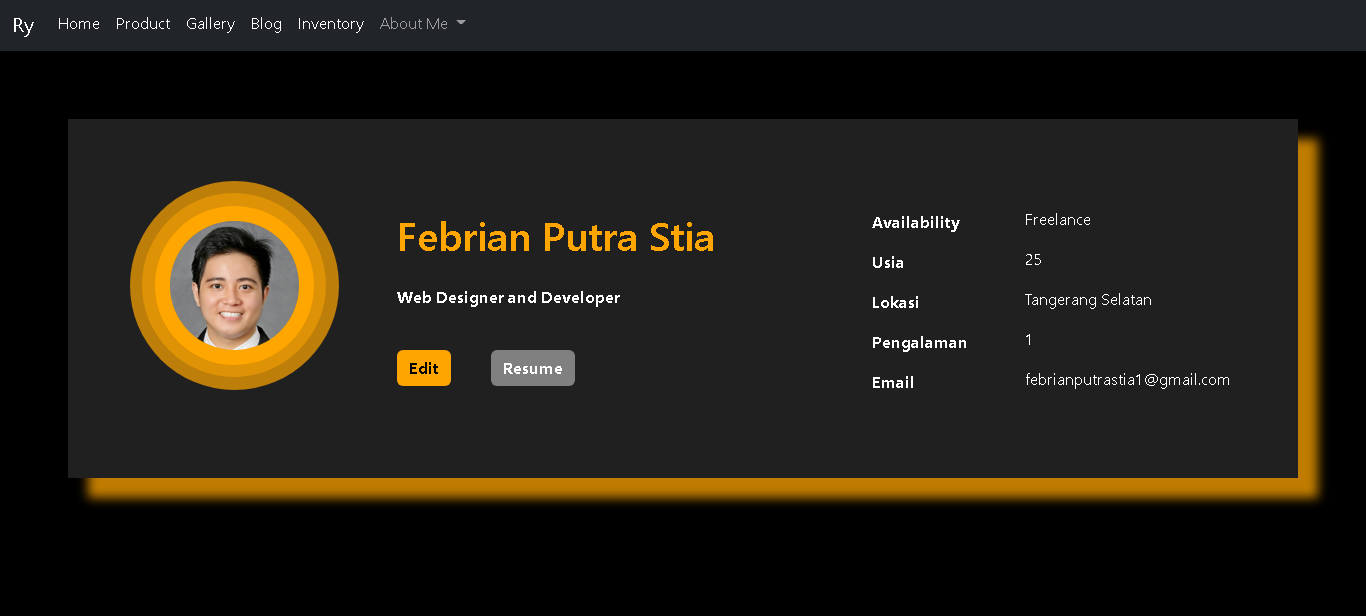 Ry Home Product Gallery Blog Inventory About Me
Febrian Putra Stia
Web Designer and Developer
Edit Resume
Availability Freelance
Usia 25
Lokasi Tangerang Selatan
Pengalaman 1
Email febrianputrastia1@gmail.com